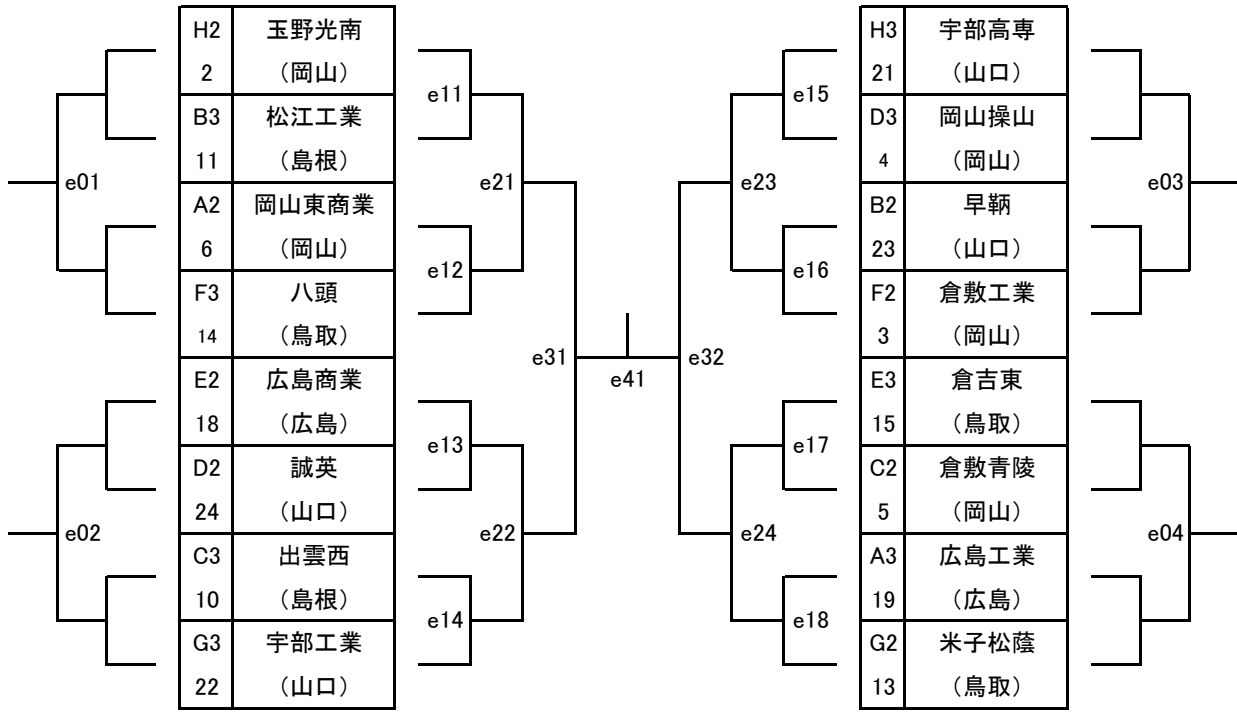 H2 玉野光南
2 （岡山）
B3 松江工業
11 （島根）
A2 岡山東商業
6 （岡山）
F3 八頭
14 （鳥取）
E2 広島商業
18 （広島）
D2 誠英
24 （山口）
C3 出雲西
10 （島根）
G3 宇部工業
22 （山口）
e01
e02
e11
e12
e13
e14
e21
e22
e31
e41
e32
e23
e24
e15
e16
e17
e18
H3 宇部高専
21 （山口）
D3 岡山操山
4 （岡山）
B2 早鞆
23 （山口）
F2 倉敷工業
3 （岡山）
E3 倉吉東
15 （鳥取）
C2 倉敷青陵
5 （岡山）
A3 広島工業
19 （広島）
G2 米子松蔭
13 （鳥取）
e03
e04